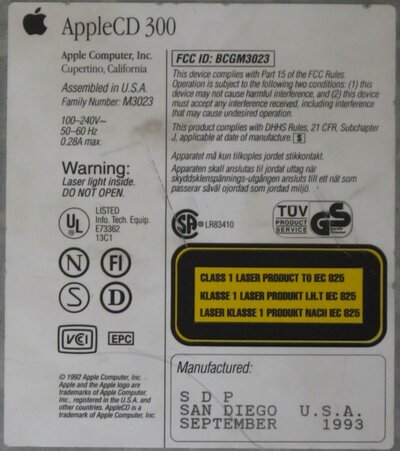 AppleCD 300
Apple Computer, Inc.
Cupertino, California
Assembled in U.S.A.
Family Number: M3023
100–240V~
50–60 Hz
0.28A max.
Warning:
Laser light inside.
DO NOT OPEN.
UL
LISTED
Info. Tech. Equip.
E73362
13C1
N
FI
S
D
VCCI
EPC
© 1992 Apple Computer, Inc.
Apple and the Apple logo are
trademarks of Apple Computer,
Inc., registered in the U.S. and
other countries. AppleCD is a
trademark of Apple Computer, Inc.
FCC ID: BCGM3023
This device complies with Part 15 of the FCC Rules.
Operation is subject to the following two conditions: (1) this
device may not cause harmful interference, and (2) this device
must accept any interference received, including interference
that may cause undesired operation.
This product complies with DHHS Rules, 21 CFR, Subchapter
J, applicable at date of manufacture. S
Apparatet må kun tilkoples jordet stikkontakt.
Apparaten skall anslutas till jordat uttag när
skyddsklenspännings-utgången ansluts till ett nät som
passerar såväl ojordad som jordad miljö.
SA LR83410
TÜV
PRODUCT
SERVICE
GS
CLASS 1 LASER PRODUCT TO IEC 825
KLASSE 1 LASER PRODUKT I.H.T IEC 825
LASER KLASSE 1 PRODUKT NACH IEC 825
Manufactured:
S D P
SAN DIEGO U.S.A.
SEPTEMBER 1993